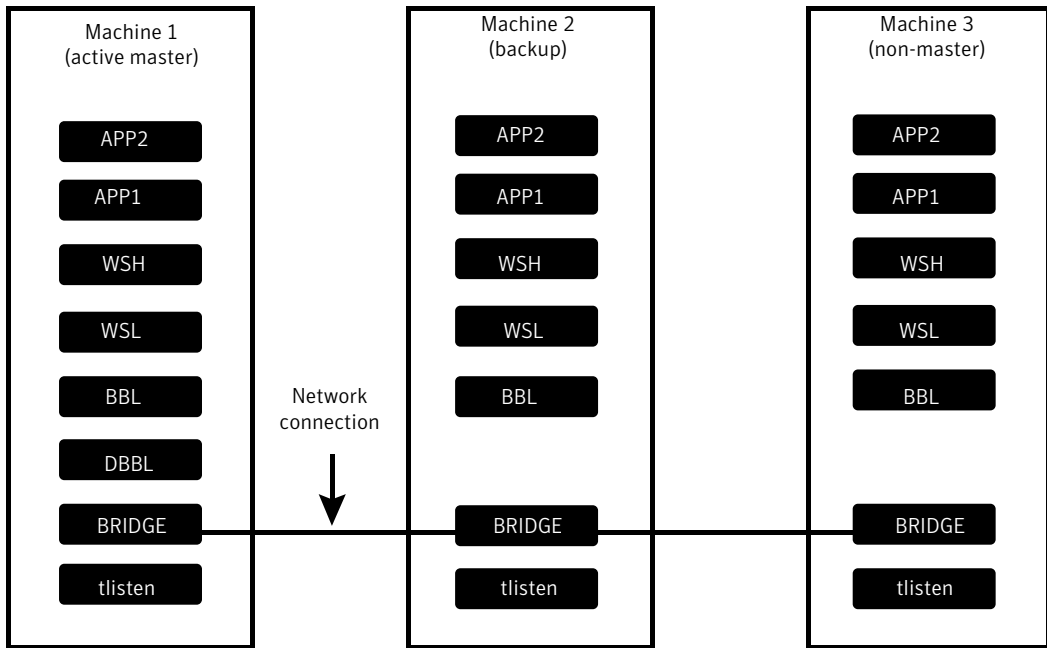 Machine 1
(active master)
APP2
APP1
WSH
WSL
BBL
DBBL
BRIDGE
tlisten
Network
connection
Machine 2
(backup)
APP2
APP1
WSH
WSL
BBL
BRIDGE
tlisten
Machine 3
(non-master)
APP2
APP1
WSH
WSL
BBL
BRIDGE
tlisten